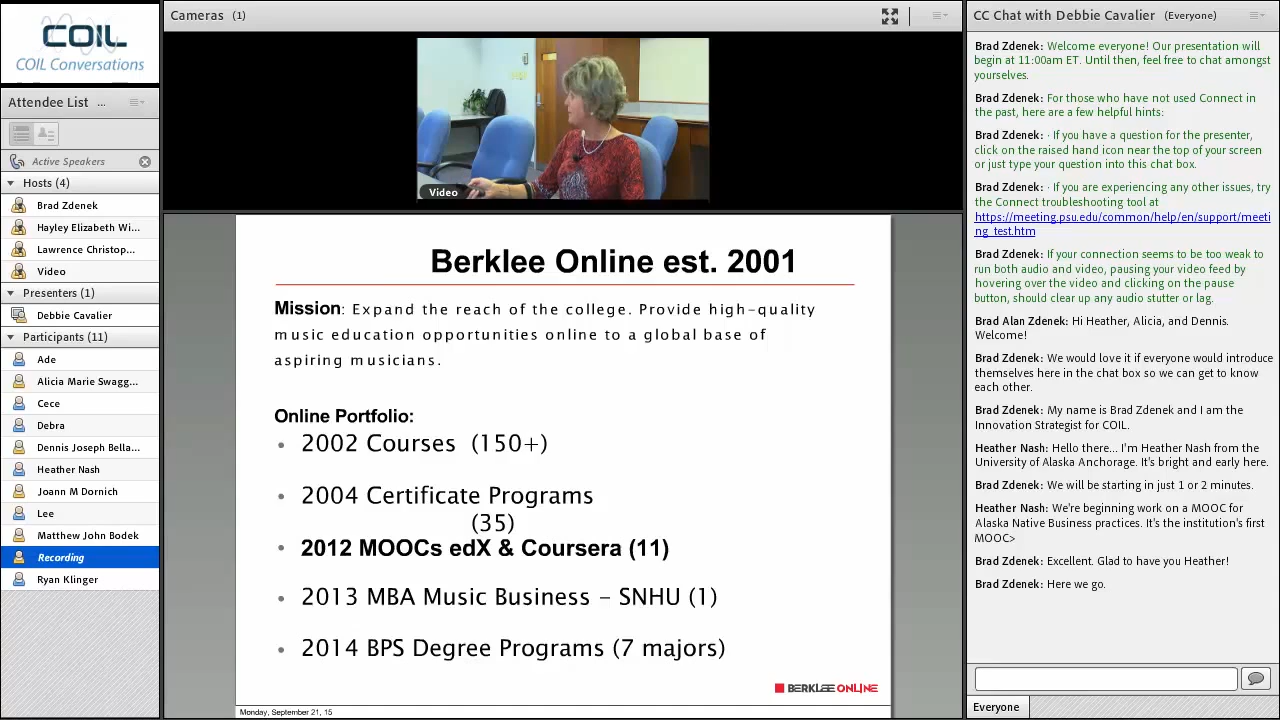 COIL
COIL Conversations
Attendee List ...
Active Speakers
Hosts (4)
Brad Zdenek
Hayley Elizabeth Wi...
Lawrence Christop...
Video
Presenters (1)
Debbie Cavalier
Participants (11)
Ade
Alicia Marie Swagg...
Cece
Debra
Dennis Joseph Bella...
Heather Nash
Joann M Dornich
Lee
Matthew John Bodek
Recording
Ryan Klinger
Cameras (1)
Video
Berklee Online est. 2001
Mission: Expand the reach of the college. Provide high-quality
music education opportunities online to a global base of
aspiring musicians.
Online Portfolio:
• 2002 Courses (150+)
• 2004 Certificate Programs
(35)
• 2012 MOOCs edX & Coursera (11)
• 2013 MBA Music Business – SNHU (1)
• 2014 BPS Degree Programs (7 majors)
BERKLEE ONLINE
Monday, September 21, 15
CC Chat with Debbie Cavalier (Everyone)
Brad Zdenek: Welcome everyone! Our presentatin will
begin at 11:00am ET. Until then, feel free to chat amongst
yourselves.
Brad Zdenek: For those who have not used Connect in
the past, here are a few helpful hints:
Brad Zdenek: · If you have a question for the presenter,
click on the raised hand icon near the top of your screen
or just type your question into this chat box.
Brad Zdenek: · If you are experiencing any other issues, try
the Connect troubleshooting tool at
https://meeting.psu.edu/common/help/en/support/meeti
ng_test.htm
Brad Zdenek: If your connection seems to be too weak to
run both audio and video, pausing your video feed by
hovering over the video and clicking on the pause
button, should clear up any audio stutter or lag.
Brad Alan Zdenek: Hi Heather, Alicia, and Dennis.
Welcome!
Brad Zdenek: We would love it if everyone would introduce
themselves here in the chat box so we can get to know
each other.
Brad Zdenek: My name is Brad Zdenek and I am the
Innovation Strategist for COIL.
Heather Nash: Hello there... I'm Heather Nash from the
University of Alaska Anchorage. It's bright and early here.
Brad Zdenek: We will be starting in just 1 or 2 minutes.
Heather Nash: We're beginning work on a MOOC for
Alaska Native Business practices. It's the institution's first
MOOC>
Brad Zdenek: Excellent. Glad to have you Heather!
Brad Zdenek: Here we go.
Everyone